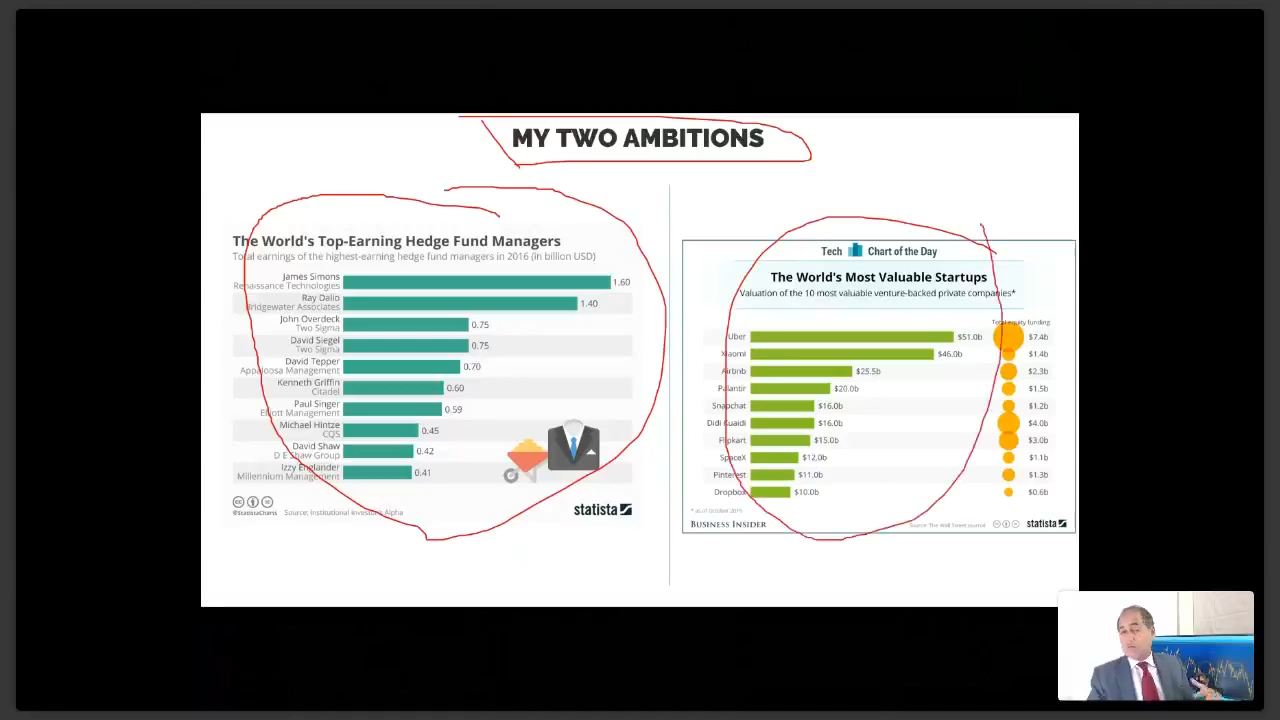 MY TWO AMBITIONS
The World's Top-Earning Hedge Fund Managers
Total earnings of the highest-earning hedge fund managers in 2016 (in billion USD)
James Simons
Renaissance Technologies
1.60
Ray Dalio
Bridgewater Associates
1.40
John Overdeck
Two Sigma
0.75
David Siegel
Two Sigma
0.75
David Tepper
Appaloosa Management
0.70
Kenneth Griffin
Citadel
0.60
Paul Singer
Elliott Management
0.59
Michael Hintze
CQS
0.45
David Shaw
D E Shaw Group
0.42
Izzy Englander
Millennium Management
0.41
@StatistaCharts Source: Institutional Investor's Alpha
statista
Tech Chart of the Day
The World's Most Valuable Startups
Valuation of the 10 most valuable venture-backed private companies*
Total equity funding
Uber $51.0b $7.4b
Xiaomi $46.0b $1.4b
Airbnb $25.5b $2.3b
Palantir $20.0b $1.5b
Snapchat $16.0b $1.2b
Didi Kuaidi $16.0b $4.0b
Flipkart $15.0b $3.0b
SpaceX $12.0b $1.1b
Pinterest $11.0b $1.3b
Dropbox $10.0b $0.6b
* as of October 2015
BUSINESS INSIDER
Source: The Wall Street Journal
statista